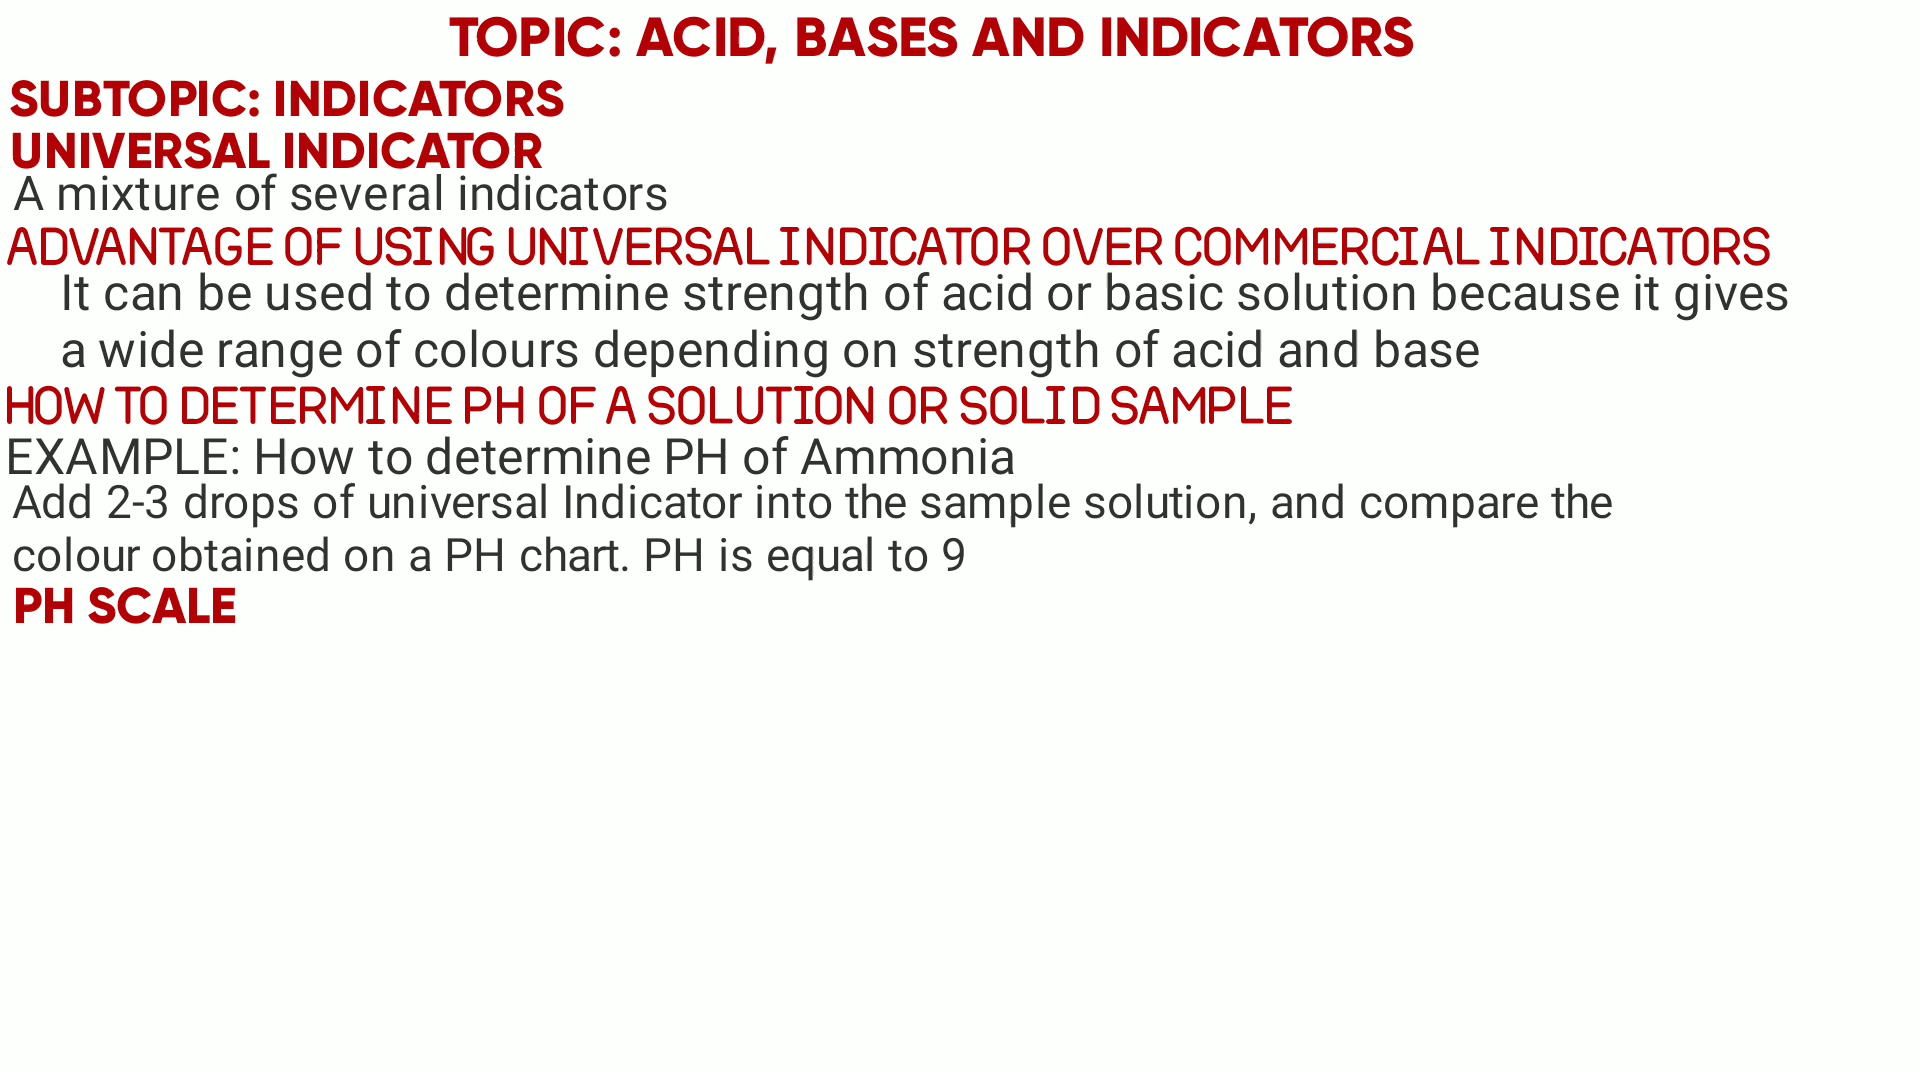 TOPIC: ACID, BASES AND INDICATORS
SUBTOPIC: INDICATORS
UNIVERSAL INDICATOR
A mixture of several indicators
ADVANTAGE OF USING UNIVERSAL INDICATOR OVER COMMERCIAL INDICATORS
It can be used to determine strength of acid or basic solution because it gives
a wide range of colours depending on strength of acid and base
HOW TO DETERMINE PH OF A SOLUTION OR SOLID SAMPLE
EXAMPLE: How to determine PH of Ammonia
Add 2-3 drops of universal Indicator into the sample solution, and compare the
colour obtained on a PH chart. PH is equal to 9
PH SCALE